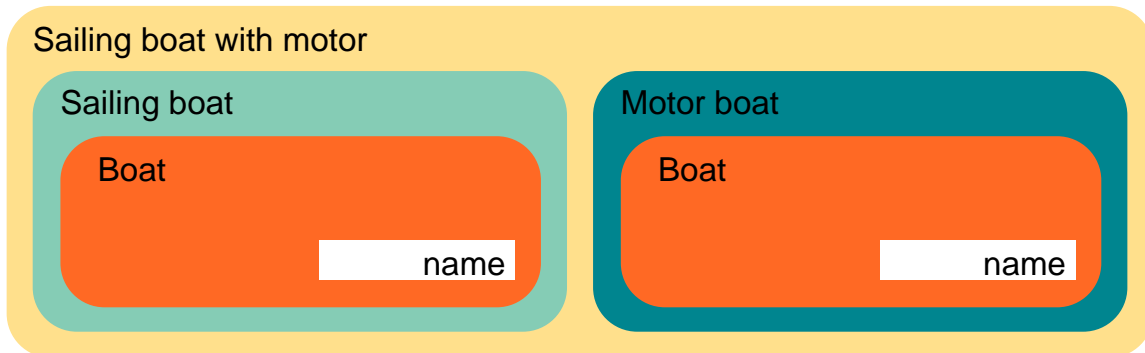 Sailing boat with motor
Sailing boat
Motor boat
Boat
Boat
name
name